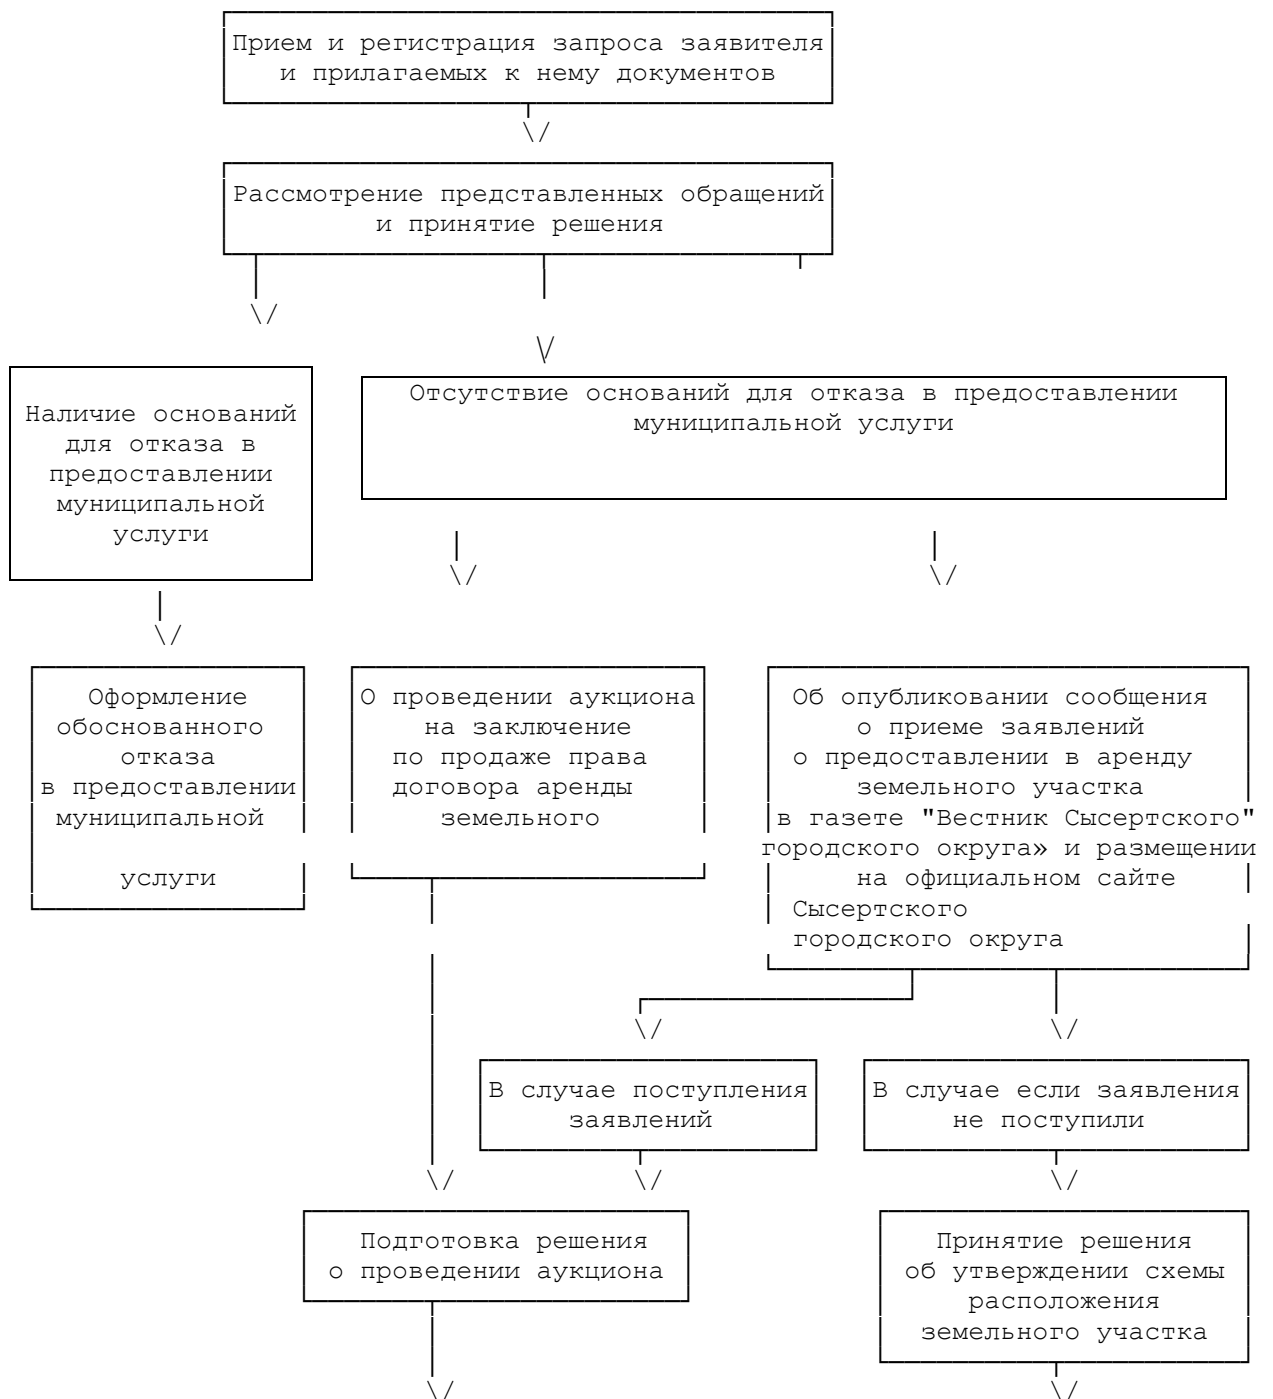 Прием и регистрация запроса заявителя
и прилагаемых к нему документов
Рассмотрение представленных обращений
и принятие решения
Наличие оснований
для отказа в
предоставлении
муниципальной
услуги
Отсутствие оснований для отказа в предоставлении
муниципальной услуги
Оформление
обоснованного
отказа
в предоставлении
муниципальной
услуги
О проведении аукциона
на заключение
по продаже права
договора аренды
земельного
Об опубликовании сообщения
о приеме заявлений
о предоставлении в аренду
земельного участка
в газете "Вестник Сысертского"
городского округа» и размещении
на официальном сайте
Сысертского
городского округа
В случае поступления
заявлений
В случае если заявления
не поступили
Подготовка решения
о проведении аукциона
Принятие решения
об утверждении схемы
расположения
земельного участка